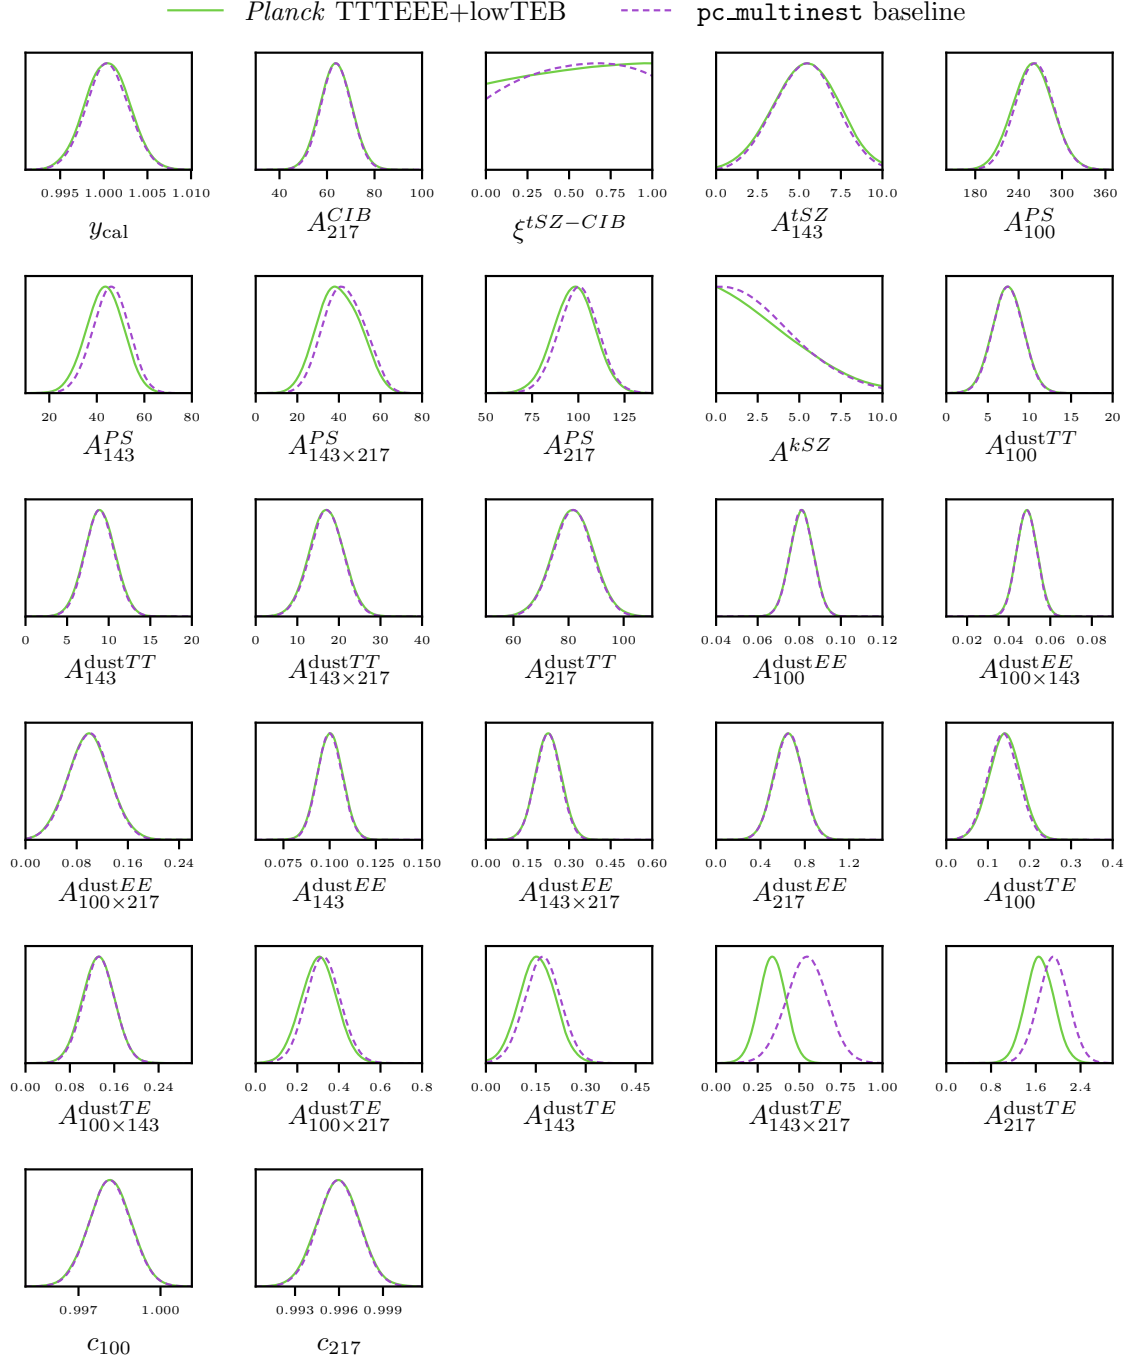 Planck TTTEEE+lowTEB pc_multinest baseline
0.995 1.000 1.005 1.010 40 60 80 100 0.00 0.25 0.50 0.75 1.00 0.0 2.5 5.0 7.5 10.0 180 240 300 360
y_cal A^{CIB}_{217} ξ^{tSZ−CIB} A^{tSZ}_{143} A^{PS}_{100}
20 40 60 80 0 20 40 60 80 50 75 100 125 0.0 2.5 5.0 7.5 10.0 0 5 10 15 20
A^{PS}_{143} A^{PS}_{143×217} A^{PS}_{217} A^{kSZ} A^{dustTT}_{100}
0 5 10 15 20 0 10 20 30 40 60 80 100 0.04 0.06 0.08 0.10 0.12 0.02 0.04 0.06 0.08
A^{dustTT}_{143} A^{dustTT}_{143×217} A^{dustTT}_{217} A^{dustEE}_{100} A^{dustEE}_{100×143}
0.00 0.08 0.16 0.24 0.075 0.100 0.125 0.150 0.00 0.15 0.30 0.45 0.60 0.0 0.4 0.8 1.2 0.0 0.1 0.2 0.3 0.4
A^{dustEE}_{100×217} A^{dustEE}_{143} A^{dustEE}_{143×217} A^{dustEE}_{217} A^{dustTE}_{100}
0.00 0.08 0.16 0.24 0.0 0.2 0.4 0.6 0.8 0.00 0.15 0.30 0.45 0.00 0.25 0.50 0.75 1.00 0.0 0.8 1.6 2.4
A^{dustTE}_{100×143} A^{dustTE}_{100×217} A^{dustTE}_{143} A^{dustTE}_{143×217} A^{dustTE}_{217}
0.997 1.000 0.993 0.996 0.999
c_{100} c_{217}